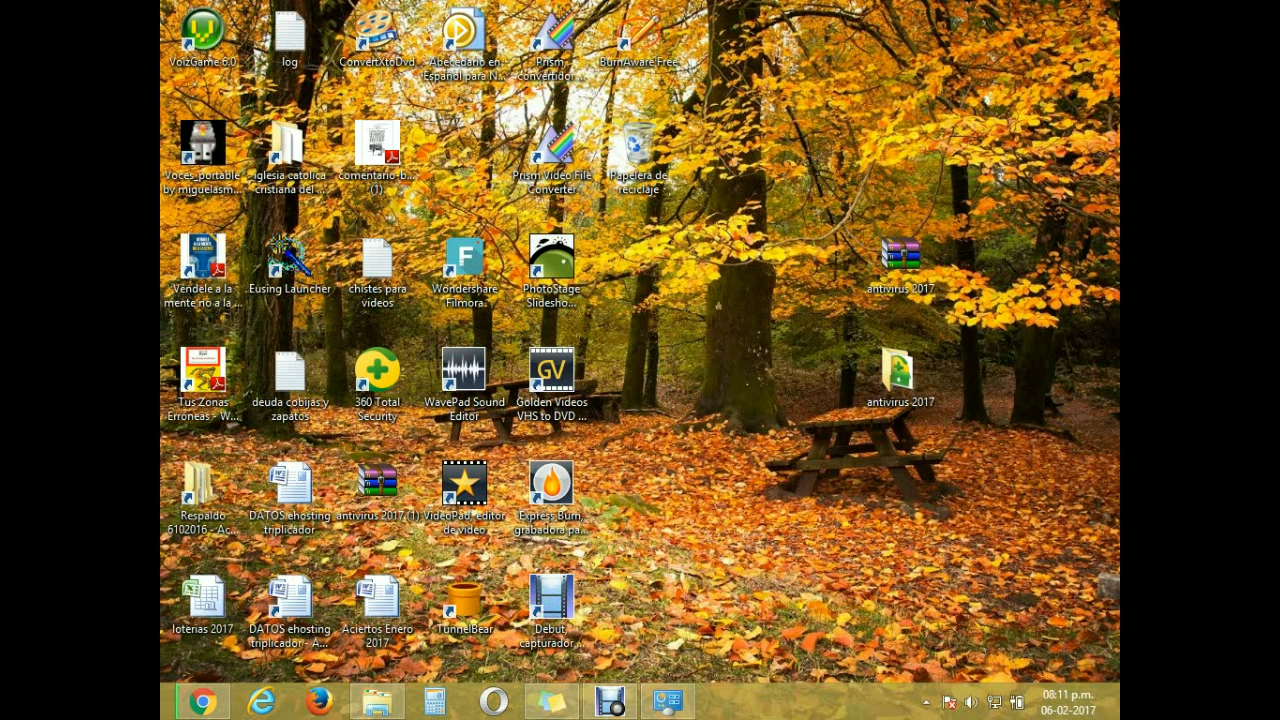 VoizGame 6.0
log
ConvertXtoDvd
Apecedario en
Español para N...
Prism,
convertidor ...
BurnAware Free
Voces_portable
by miguelasm...
iglesia catolica
cristiana del ...
comentario-b...
(1)
Prism Video File
Converter
Papelera de
reciclaje
Vendele a la
mente no a la ...
Eusing Launcher
chistes para
videos
Wondershare
Filmora
PhotoStage
Slidesho...
antivirus 2017
Tus Zonas
Erroneas - W...
deuda cobijas y
zapatos
360 Total
Security
WavePad Sound
Editor
GV
Golden Videos
VHS to DVD ...
antivirus 2017
Respaldo
6102016 - Ac...
DATOS ehosting
triplicador
antivirus 2017 (1)
VideoPad, editor
de video
Express Burn,
grabadora pa...
loterias 2017
DATOS ehosting
triplicador - A...
Aciertos Enero
2017
TunnelBear
Debut,
capturador...
08:11 p.m.
06-02-2017